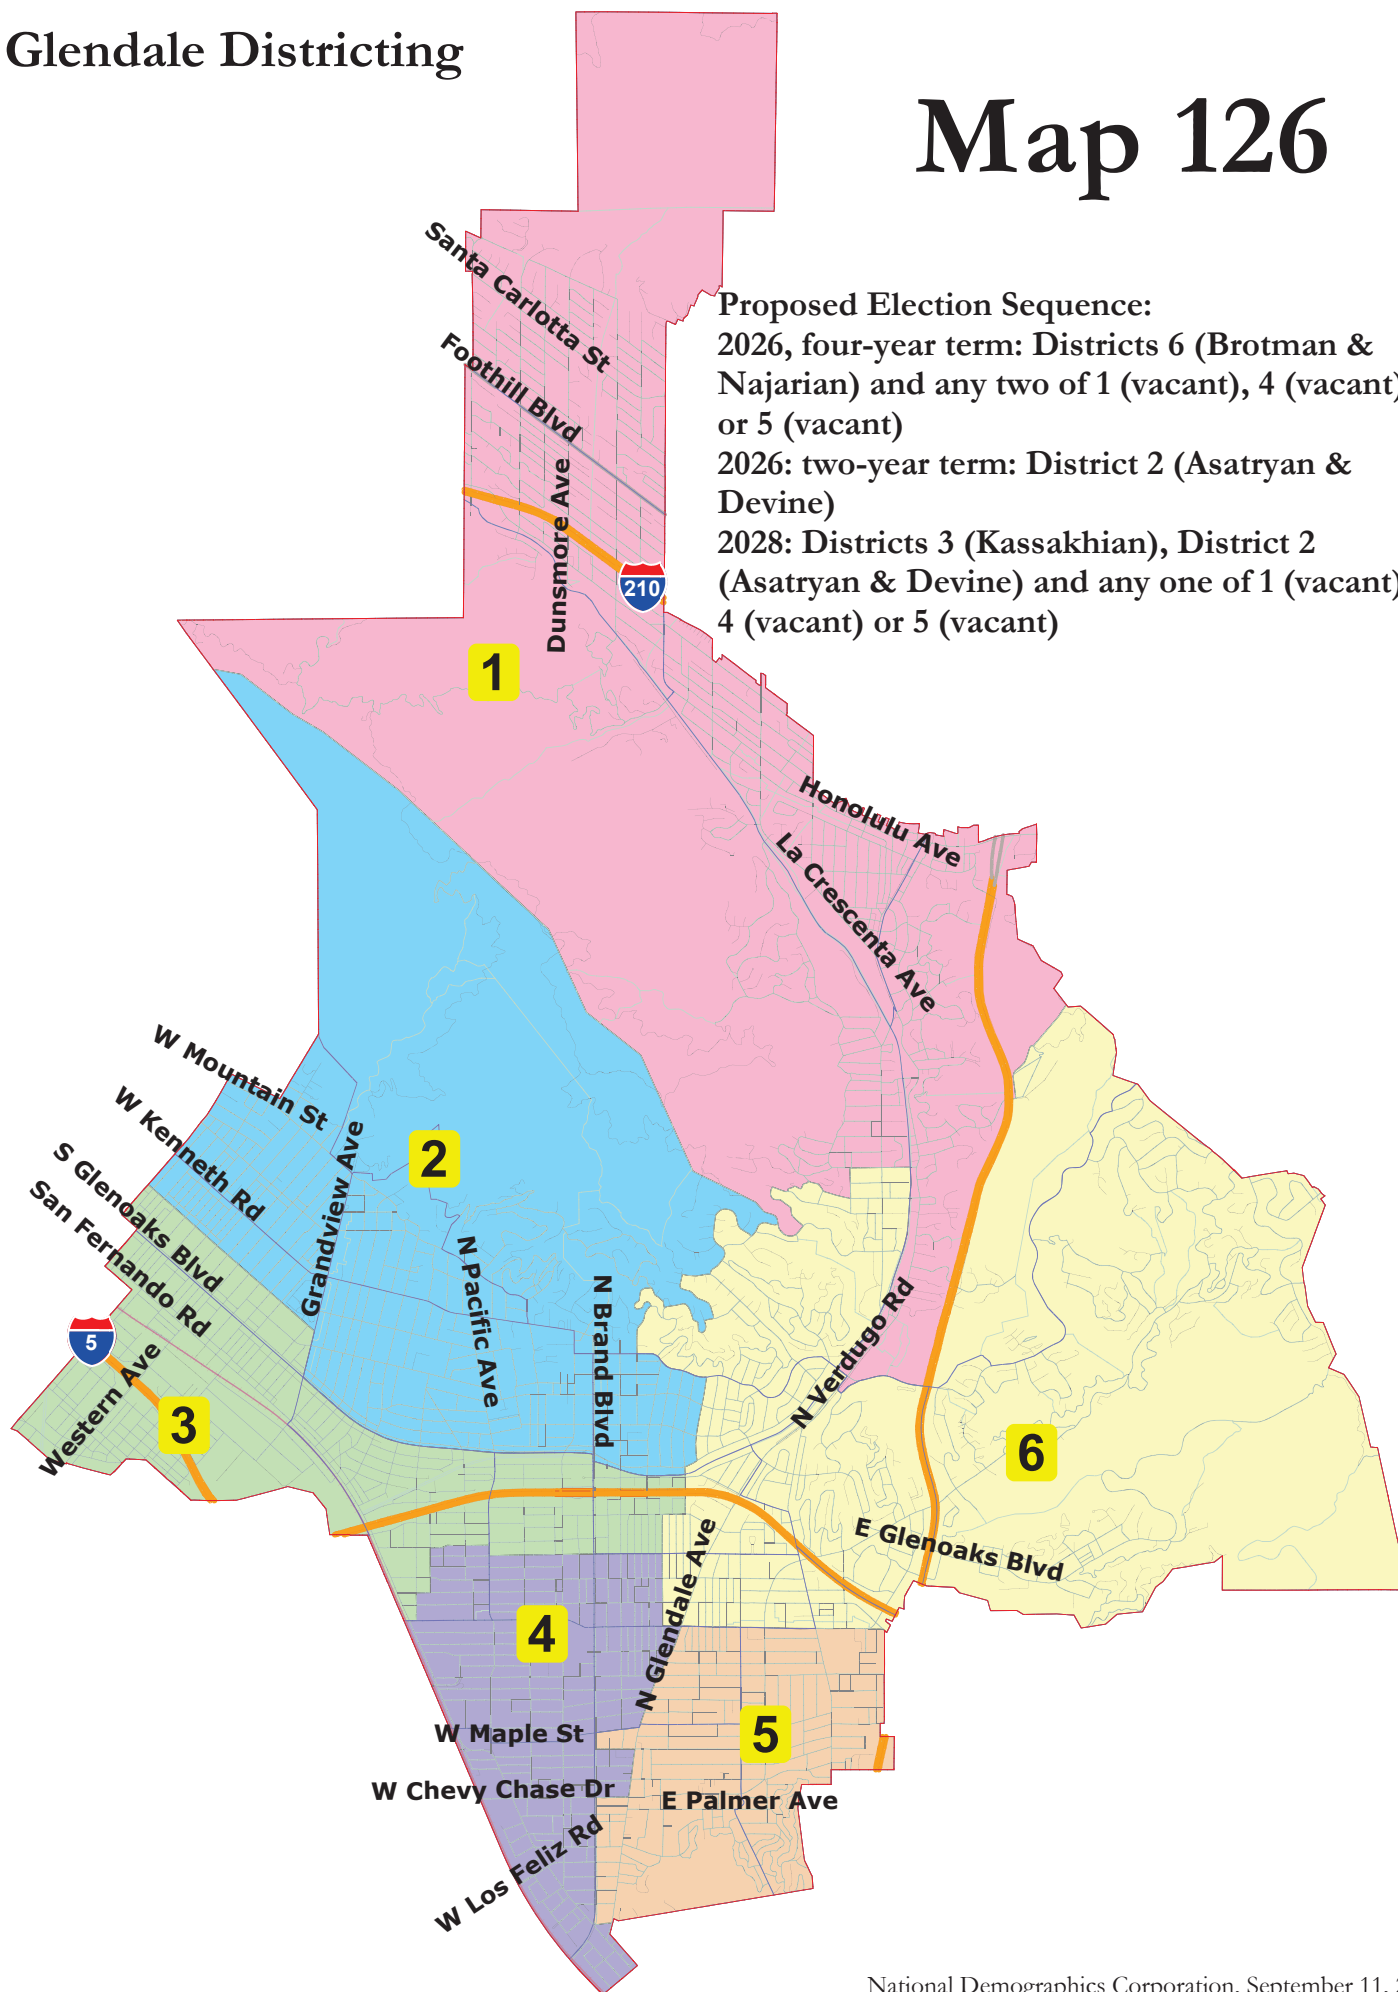 Glendale Districting
Map 126
Proposed Election Sequence:
2026, four-year term: Districts 6 (Brotman &
Najarian) and any two of 1 (vacant), 4 (vacant)
or 5 (vacant)
2026: two-year term: District 2 (Asatryan &
Devine)
2028: Districts 3 (Kassakhian), District 2
(Asatryan & Devine) and any one of 1 (vacant)
4 (vacant) or 5 (vacant)
Santa Carlotta St
Foothill Blvd
Dunsmore Ave
210
1
Honolulu Ave
La Crescenta Ave
W Mountain St
W Kenneth Rd
S Glenoaks Blvd
San Fernando Rd
Grandview Ave
2
N Pacific Ave
N Brand Blvd
N Verdugo Rd
5
Western Ave
3
6
E Glenoaks Blvd
N Glendale Ave
4
5
W Maple St
W Chevy Chase Dr
E Palmer Ave
W Los Feliz Rd
National Demographics Corporation, September 11,